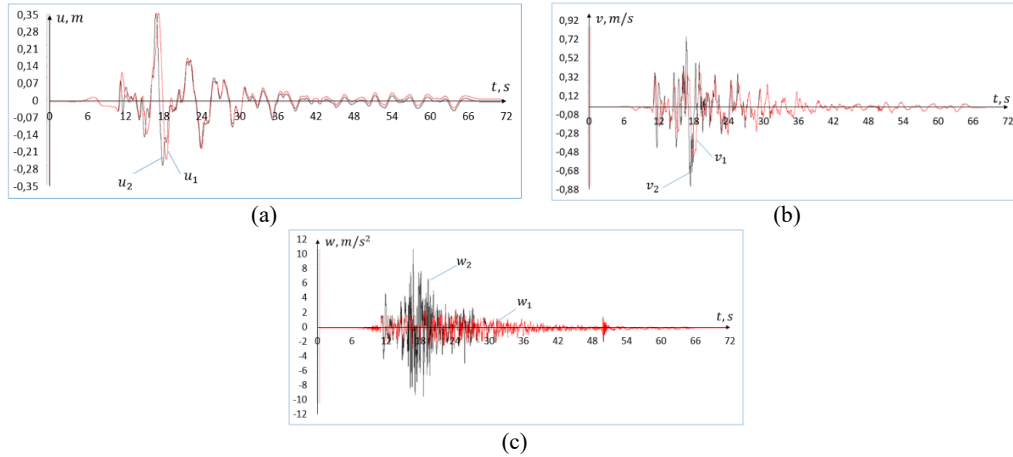 u, m
0,35
0,28
0,21
0,14
0,07
0
-0,07
-0,14
-0,21
-0,28
-0,35
0 6 12 18 24 30 36 42 48 54 60 66 72
t, s
u₂ u₁
(a)
v, m/s
0,92
0,72
0,52
0,32
0,12
-0,08
-0,28
-0,48
-0,68
-0,88
0 6 12 18 24 30 36 42 48 54 60 66 72
t, s
v₁
v₂
(b)
w, m/s²
12
10
8
6
4
2
0
-2
-4
-6
-8
-10
-12
0 6 12 18 24 30 36 42 48 54 60 66 72
t, s
w₂
w₁
(c)